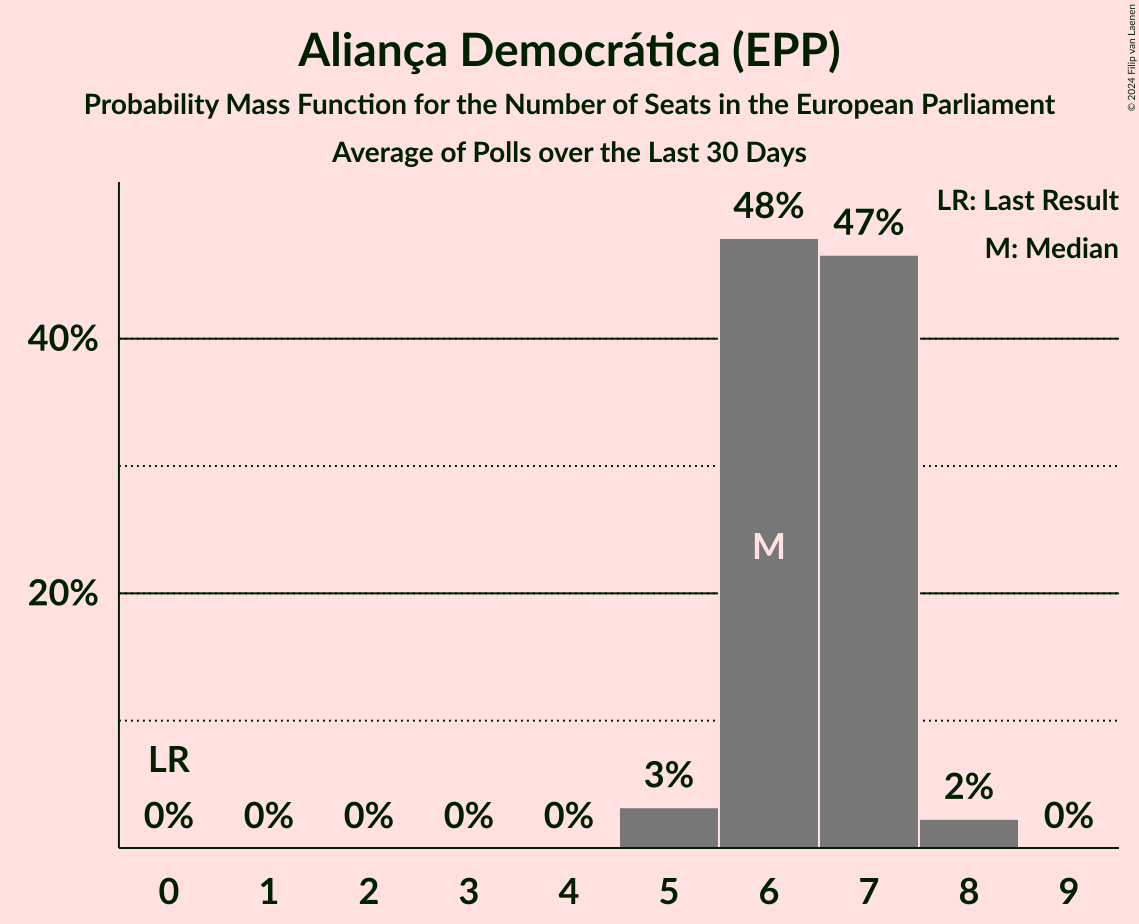 Aliança Democrática (EPP)
Probability Mass Function for the Number of Seats in the European Parliament
Average of Polls over the Last 30 Days
© 2024 Filip van Laenen
LR: Last Result
M: Median
48%
47%
40%
M
20%
LR
0%
0%
0%
0%
0%
3%
2%
0%
0
1
2
3
4
5
6
7
8
9